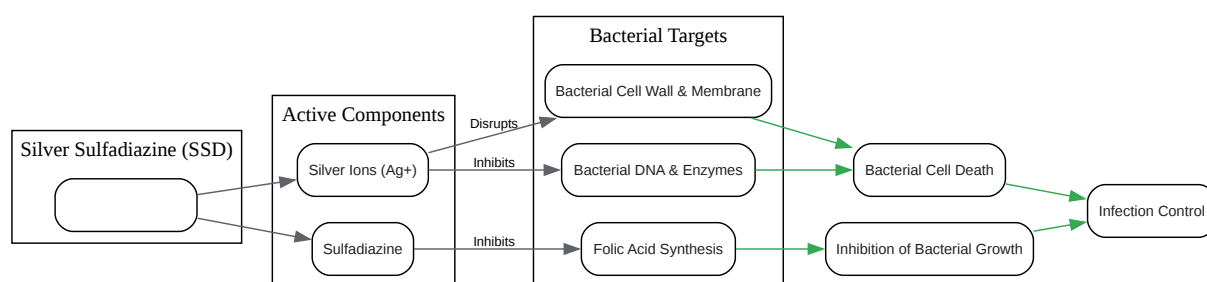 Silver Sulfadiazine (SSD)
Active Components
Silver Ions (Ag+)
Sulfadiazine
Disrupts
Inhibits
Inhibits
Bacterial Targets
Bacterial Cell Wall & Membrane
Bacterial DNA & Enzymes
Folic Acid Synthesis
Bacterial Cell Death
Inhibition of Bacterial Growth
Infection Control